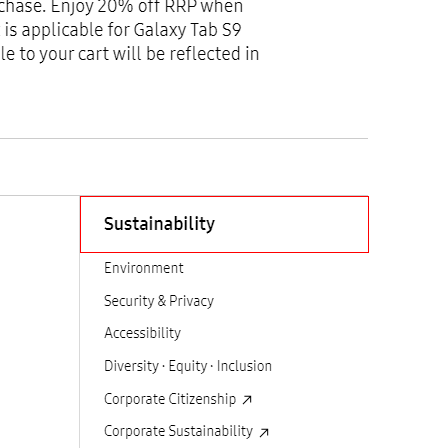 chase. Enjoy 20% off RRP when
is applicable for Galaxy Tab S9
le to your cart will be reflected in
Sustainability
Environment
Security & Privacy
Accessibility
Diversity · Equity · Inclusion
Corporate Citizenship ↗
Corporate Sustainability ↗